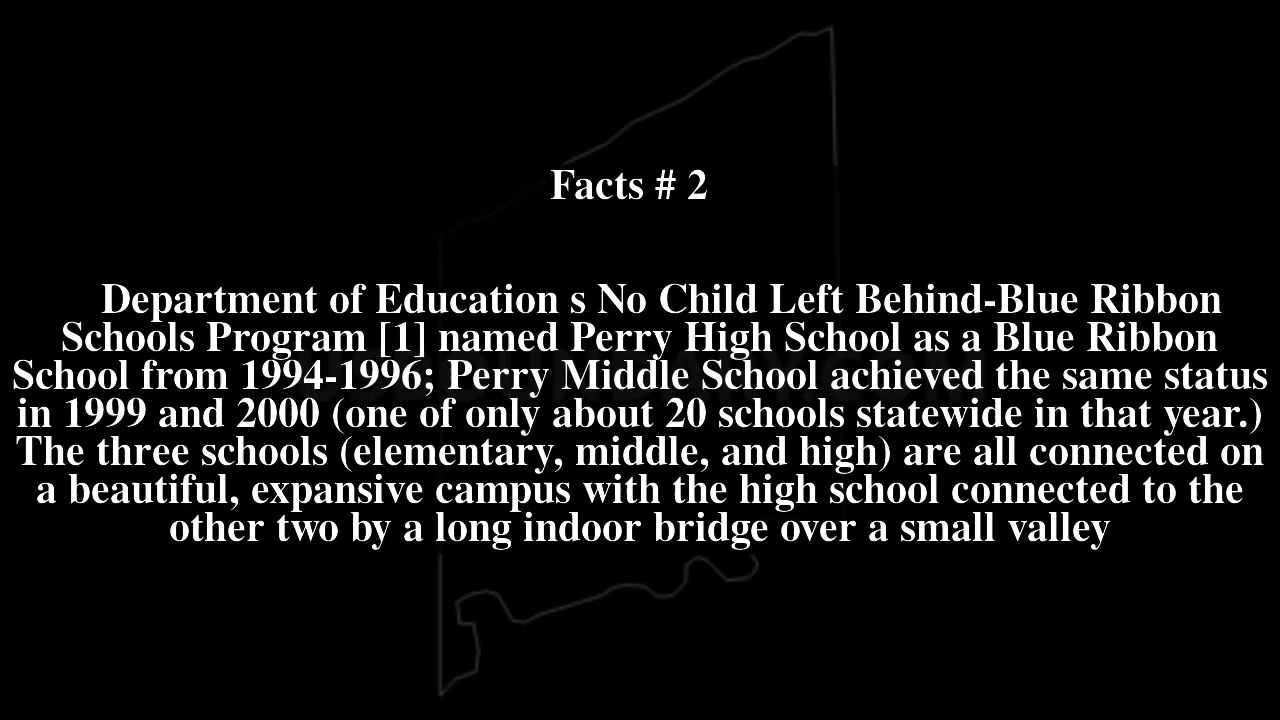 Facts # 2
Department of Education s No Child Left Behind-Blue Ribbon
Schools Program [1] named Perry High School as a Blue Ribbon
School from 1994-1996; Perry Middle School achieved the same status
in 1999 and 2000 (one of only about 20 schools statewide in that year.)
The three schools (elementary, middle, and high) are all connected on
a beautiful, expansive campus with the high school connected to the
other two by a long indoor bridge over a small valley